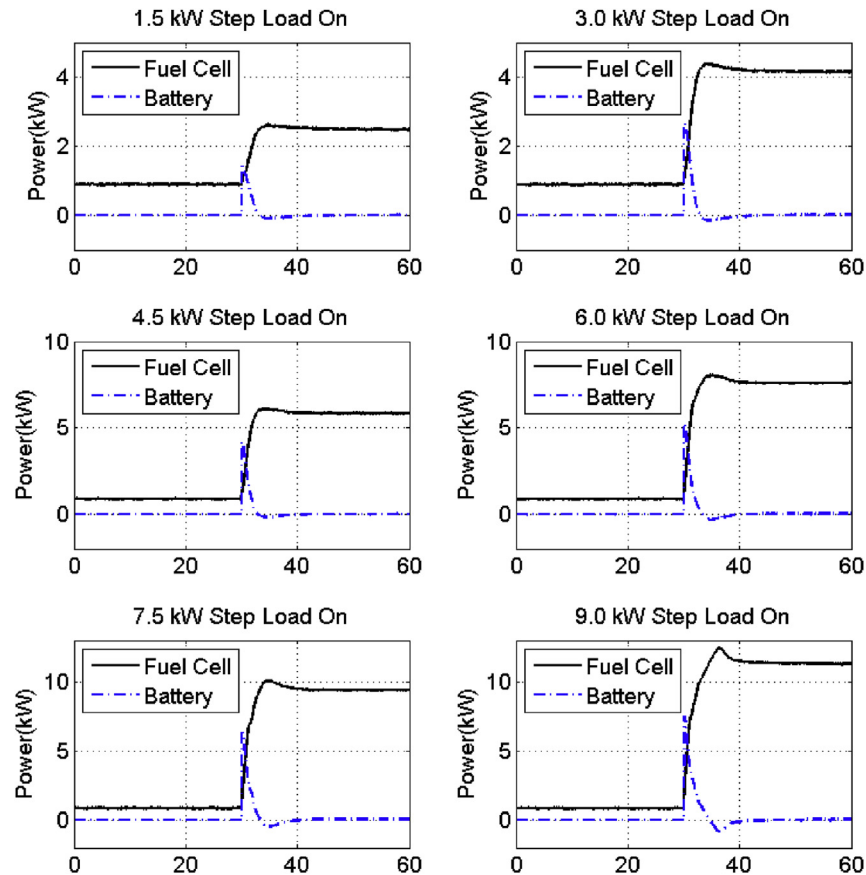 1.5 kW Step Load On
3.0 kW Step Load On
Power(kW)
4
2
0
Fuel Cell
Battery
0 20 40 60
Power(kW)
4
2
0
Fuel Cell
Battery
0 20 40 60
4.5 kW Step Load On
6.0 kW Step Load On
Power(kW)
10
5
0
Fuel Cell
Battery
0 20 40 60
Power(kW)
10
5
0
Fuel Cell
Battery
0 20 40 60
7.5 kW Step Load On
9.0 kW Step Load On
Power(kW)
10
5
0
Fuel Cell
Battery
0 20 40 60
Power(kW)
10
5
0
Fuel Cell
Battery
0 20 40 60